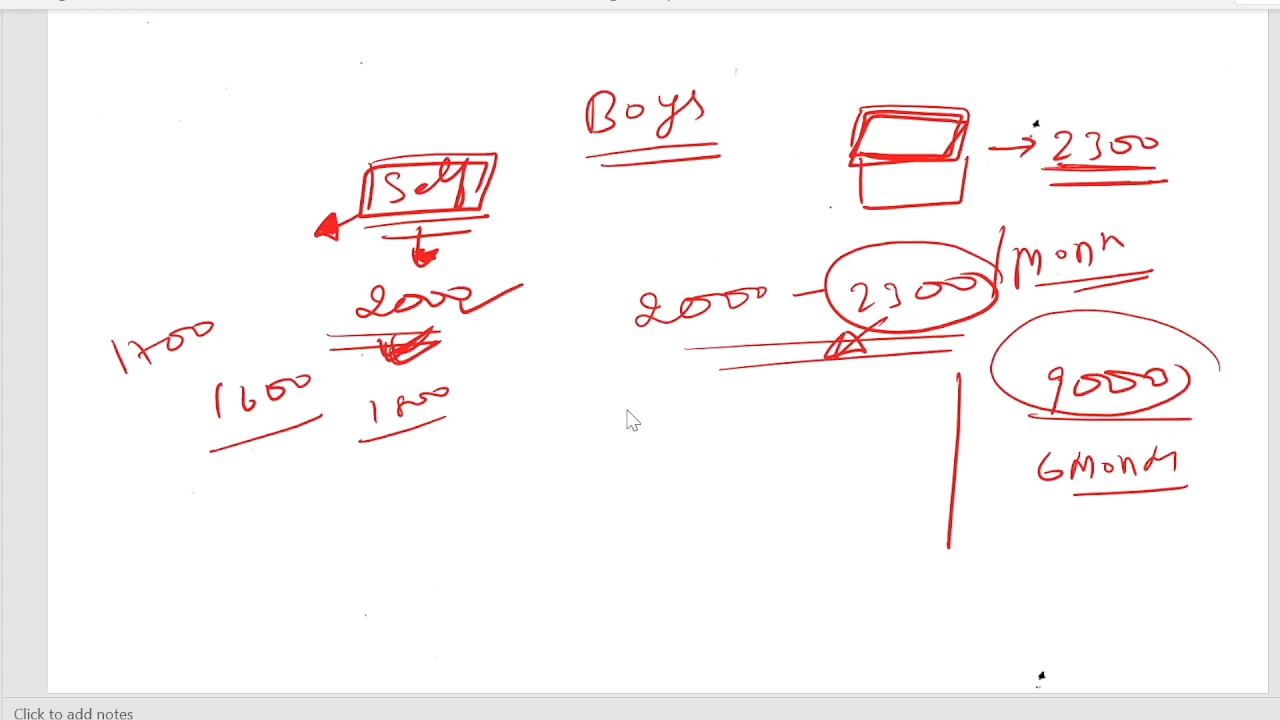 Boys
Self
→ 2300
2000 - 2300 / Month
2000
1700
1600
1800
9000
6 Month
Click to add notes